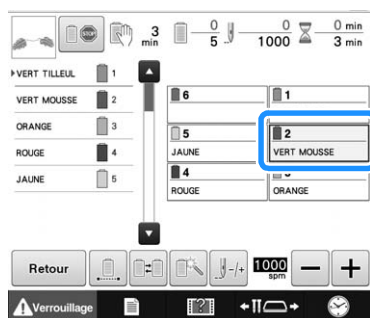 3 min 0 5 0 1000 0 min 3 min
VERT TILLEUL 1
VERT MOUSSE 2
ORANGE 3
ROUGE 4
JAUNE 5
6 1
5 JAUNE 2 VERT MOUSSE
4 ROUGE ORANGE
Retour -/+ 1000 spm − +
Verrouillage ?